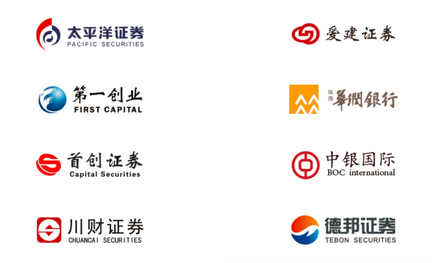 太平洋证券
PACIFIC SECURITIES
爱建证券
第一创业
FIRST CAPITAL
珠海
華潤銀行
首创证券
Capital Securities
中银国际
BOC international
川财证券
CHUANCAI SECURITIES
德邦证券
TEBON SECURITIES